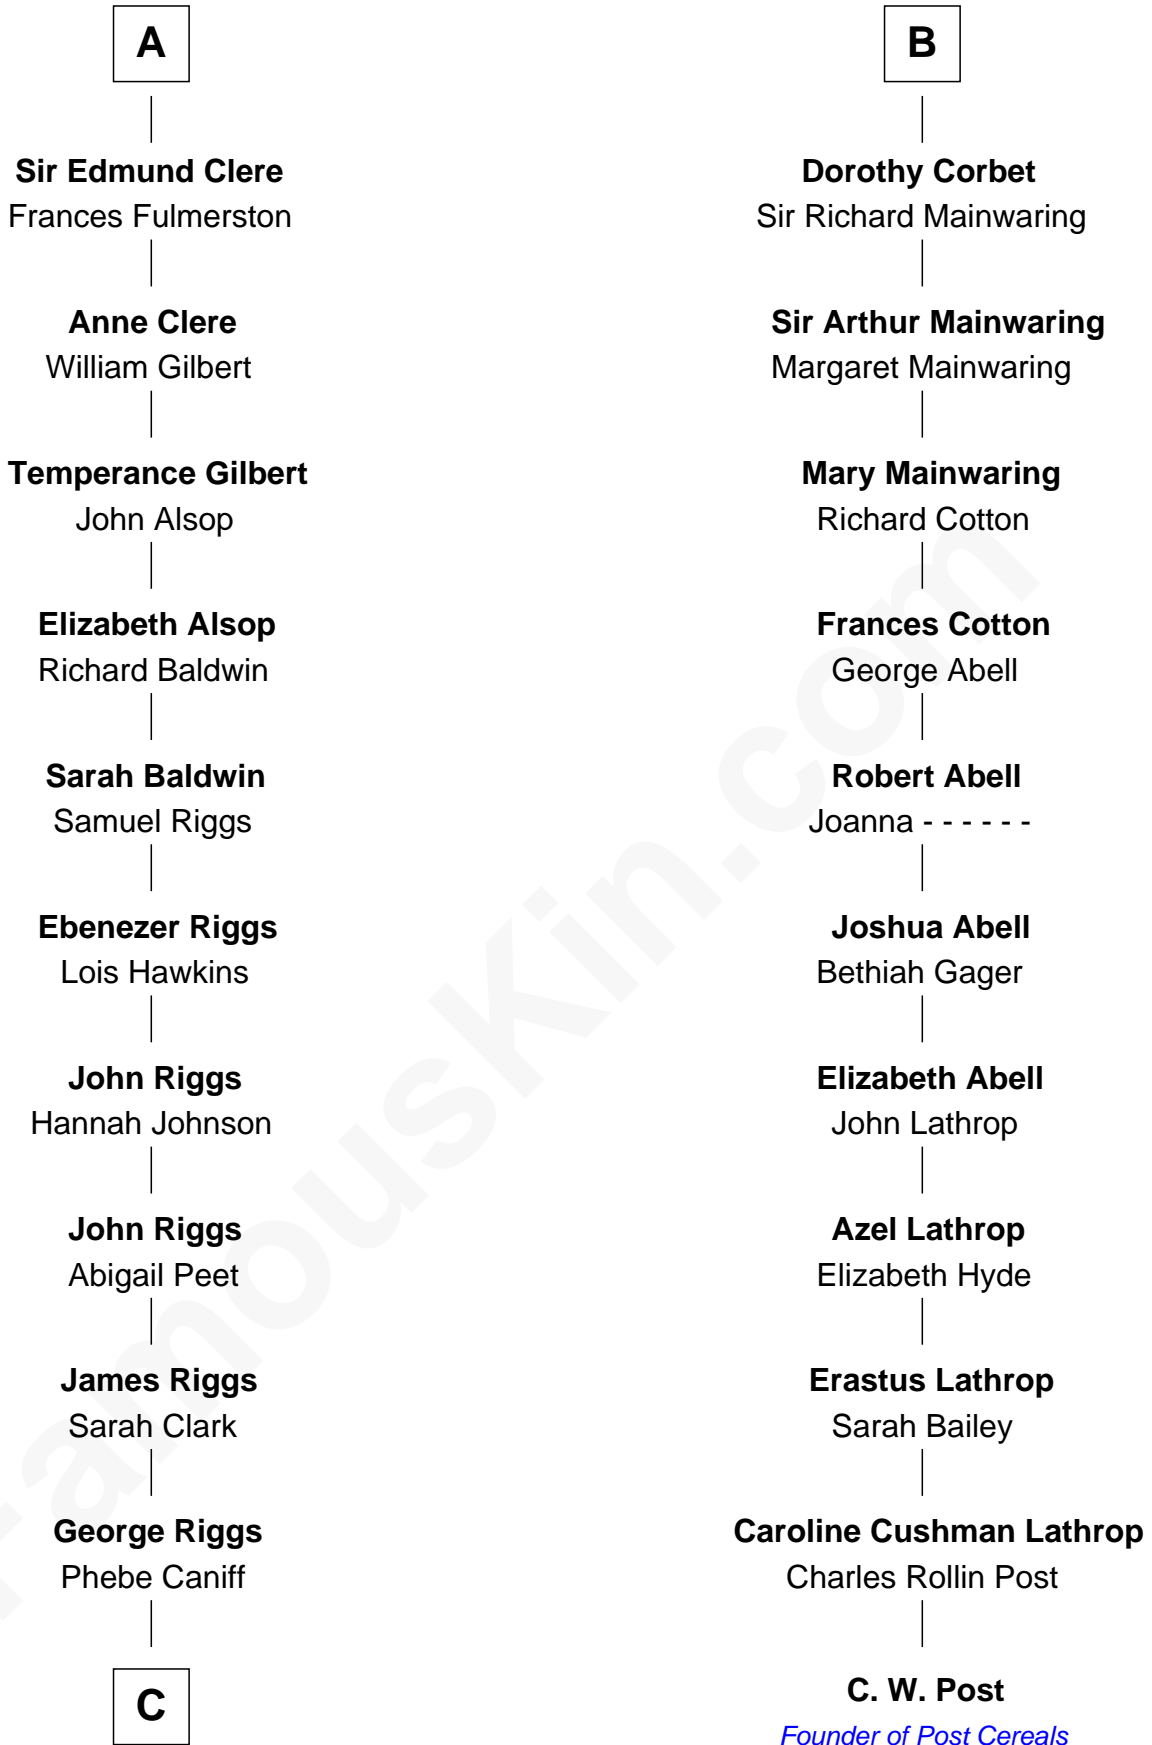 A
Sir Edmund Clere
Frances Fulmerston
Anne Clere
William Gilbert
Temperance Gilbert
John Alsop
Elizabeth Alsop
Richard Baldwin
Sarah Baldwin
Samuel Riggs
Ebenezer Riggs
Lois Hawkins
John Riggs
Hannah Johnson
John Riggs
Abigail Peet
James Riggs
Sarah Clark
George Riggs
Phebe Caniff
C
B
Dorothy Corbet
Sir Richard Mainwaring
Sir Arthur Mainwaring
Margaret Mainwaring
Mary Mainwaring
Richard Cotton
Frances Cotton
George Abell
Robert Abell
Joanna - - - - - -
Joshua Abell
Bethiah Gager
Elizabeth Abell
John Lathrop
Azel Lathrop
Elizabeth Hyde
Erastus Lathrop
Sarah Bailey
Caroline Cushman Lathrop
Charles Rollin Post
C. W. Post
Founder of Post Cereals
FamousKin.com